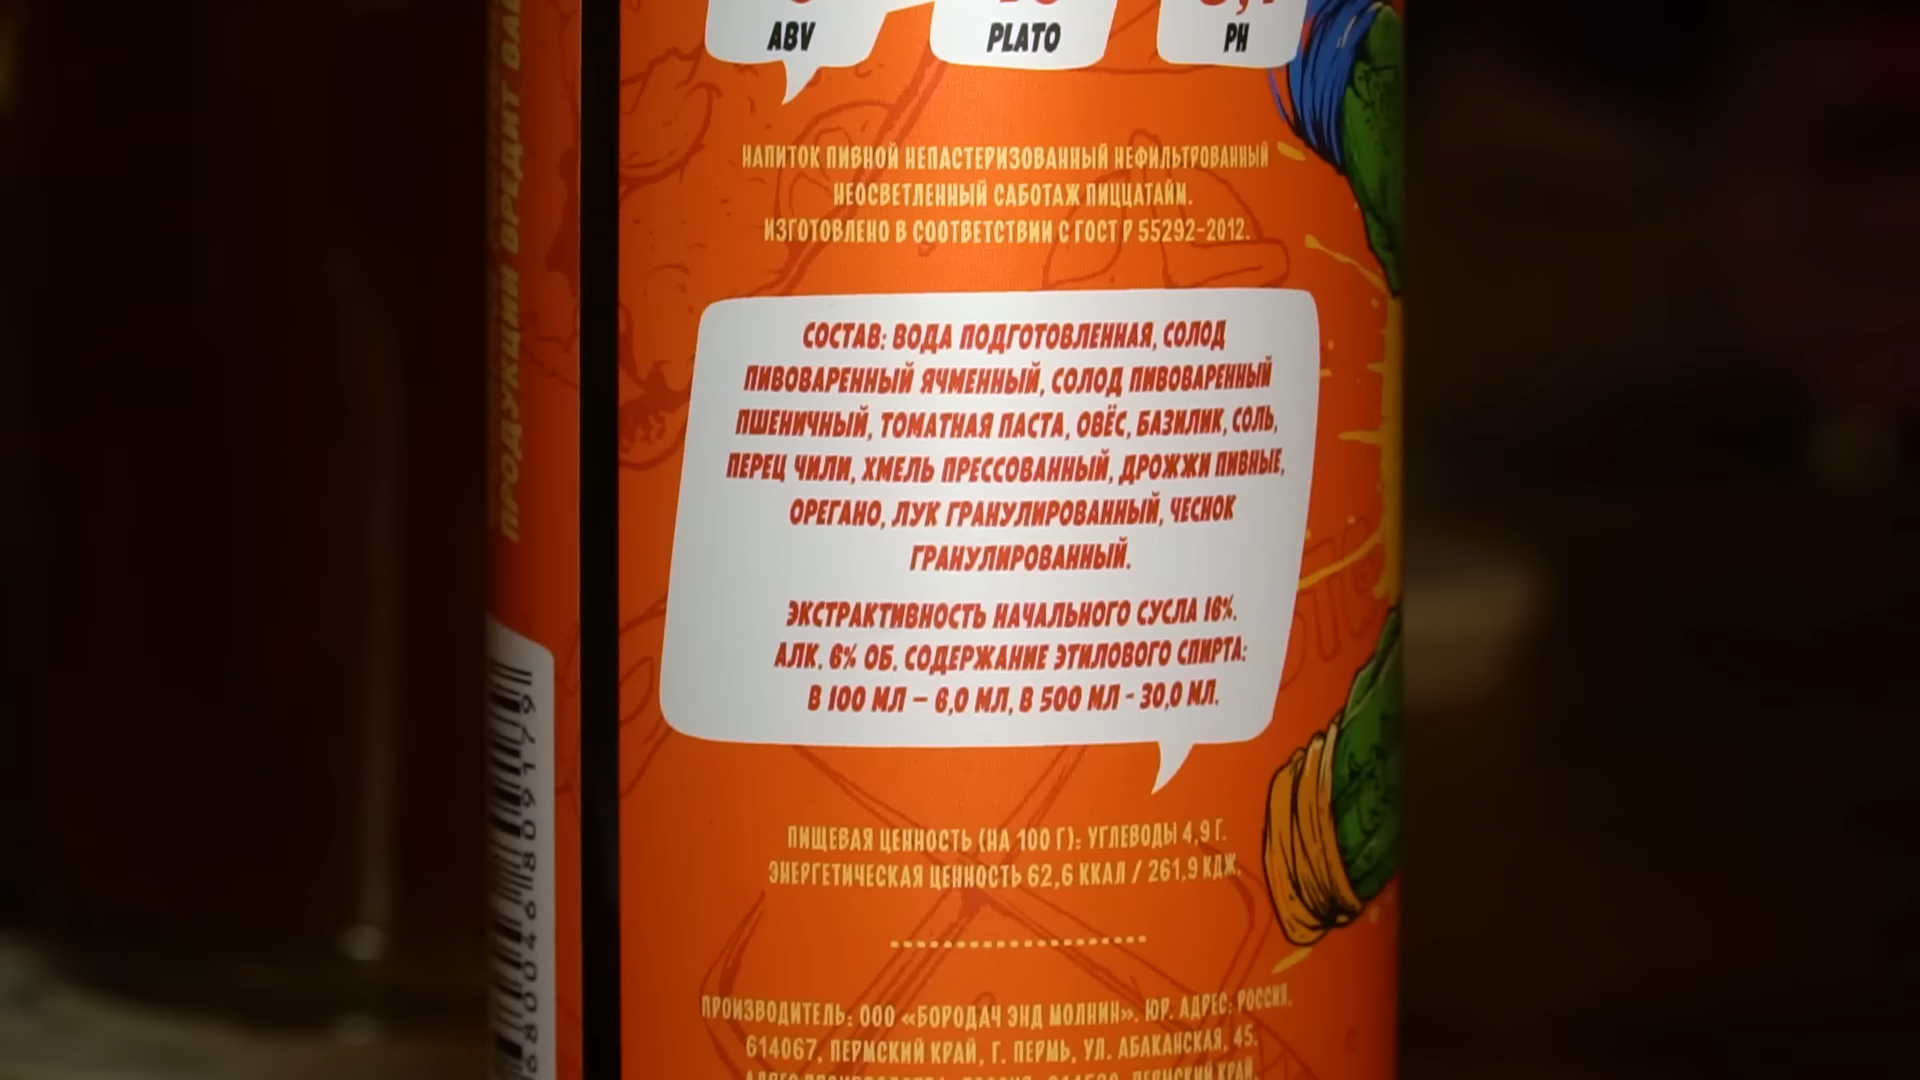 ABV
PLATO
PH
НАПИТОК ПИВНОЙ НЕПАСТЕРИЗОВАННЫЙ НЕФИЛЬТРОВАННЫЙ
НЕОСВЕТЛЕННЫЙ САБОТАЖ ПИЦЦАТАЙМ.
ИЗГОТОВЛЕНО В СООТВЕТСТВИИ С ГОСТ Р 55292-2012.
СОСТАВ: ВОДА ПОДГОТОВЛЕННАЯ, СОЛОД
ПИВОВАРЕННЫЙ ЯЧМЕННЫЙ, СОЛОД ПИВОВАРЕННЫЙ
ПШЕНИЧНЫЙ, ТОМАТНАЯ ПАСТА, ОВЁС, БАЗИЛИК, СОЛЬ,
ПЕРЕЦ ЧИЛИ, ХМЕЛЬ ПРЕССОВАННЫЙ, ДРОЖЖИ ПИВНЫЕ,
ОРЕГАНО, ЛУК ГРАНУЛИРОВАННЫЙ, ЧЕСНОК
ГРАНУЛИРОВАННЫЙ.
ЭКСТРАКТИВНОСТЬ НАЧАЛЬНОГО СУСЛА 16%.
АЛК. 6% ОБ. СОДЕРЖАНИЕ ЭТИЛОВОГО СПИРТА:
В 100 МЛ – 6,0 МЛ, В 500 МЛ - 30,0 МЛ.
ПИЩЕВАЯ ЦЕННОСТЬ (НА 100 Г): УГЛЕВОДЫ 4,9 Г.
ЭНЕРГЕТИЧЕСКАЯ ЦЕННОСТЬ 62,6 ККАЛ / 261,9 КДЖ.
ПРОИЗВОДИТЕЛЬ: ООО «БОРОДАЧ ЭНД МОЛНИН». ЮР. АДРЕС: РОССИЯ,
614067, ПЕРМСКИЙ КРАЙ, Г. ПЕРМЬ, УЛ. АБАКАНСКАЯ, 45.
ПРОДУКЦИИ ВРЕДИТ
680046809179